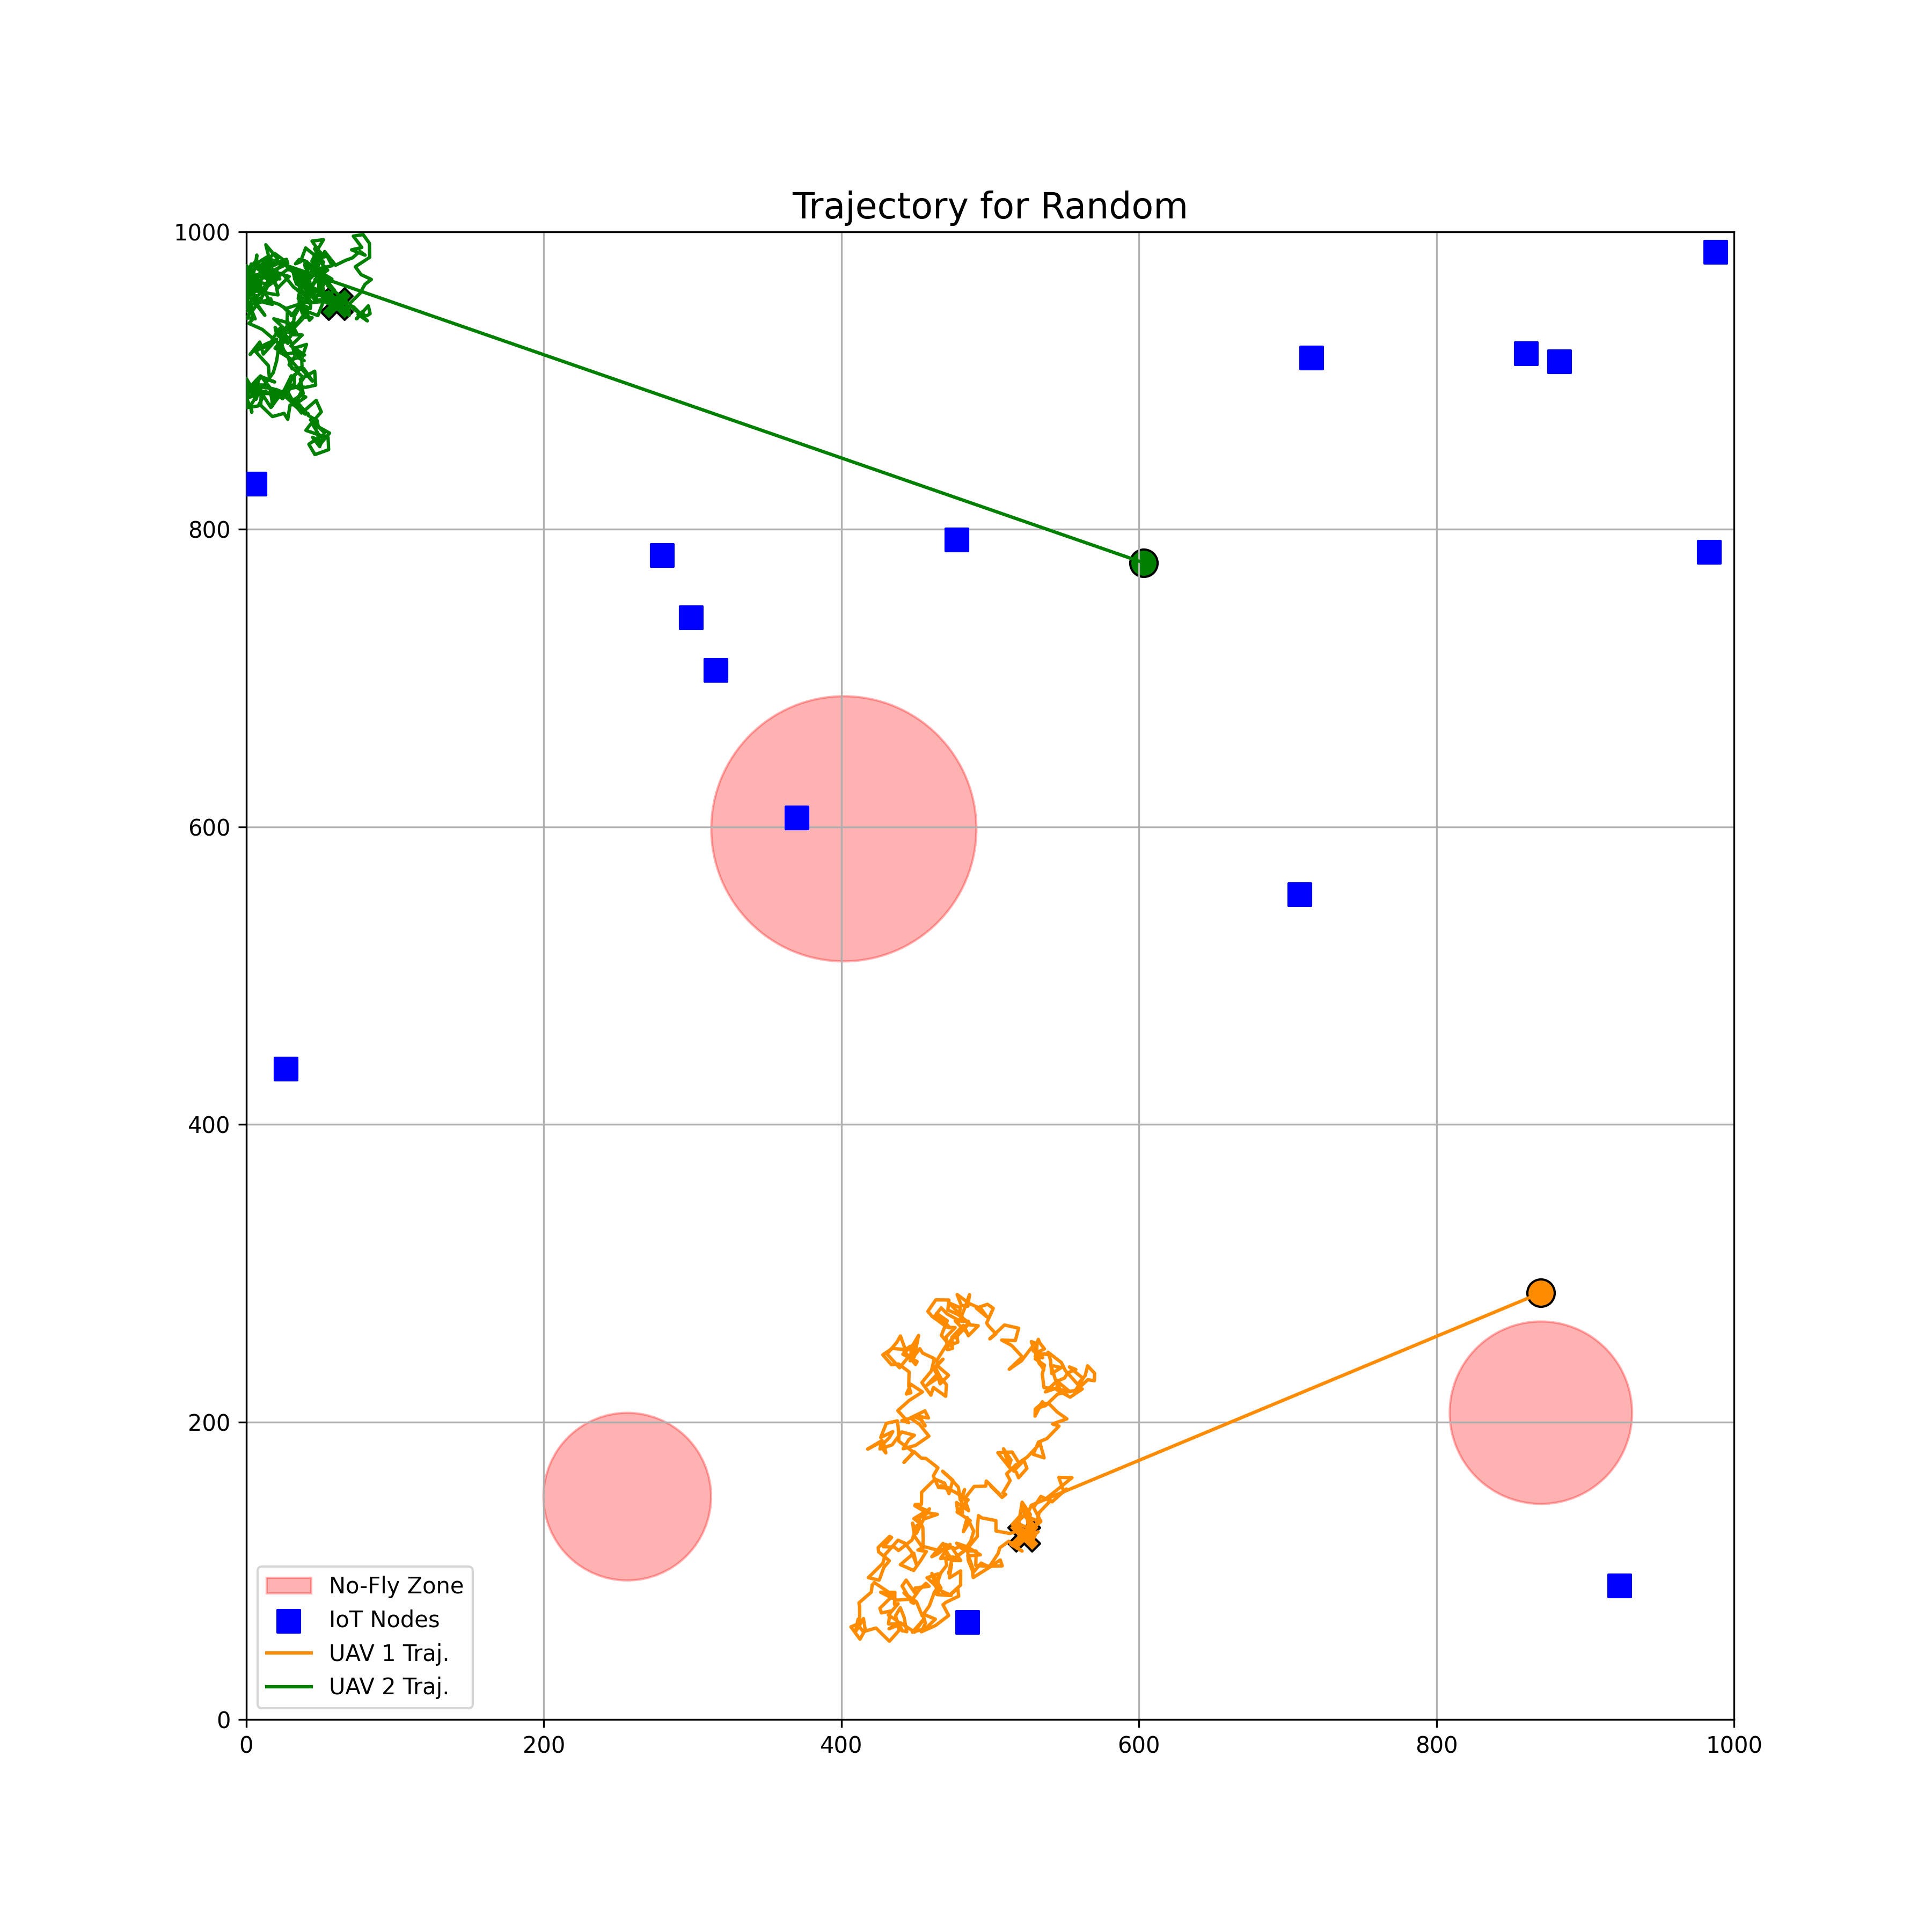 Trajectory for Random
1000
800
600
400
200
0
No-Fly Zone
IoT Nodes
UAV 1 Traj.
UAV 2 Traj.
0 200 400 600 800 1000